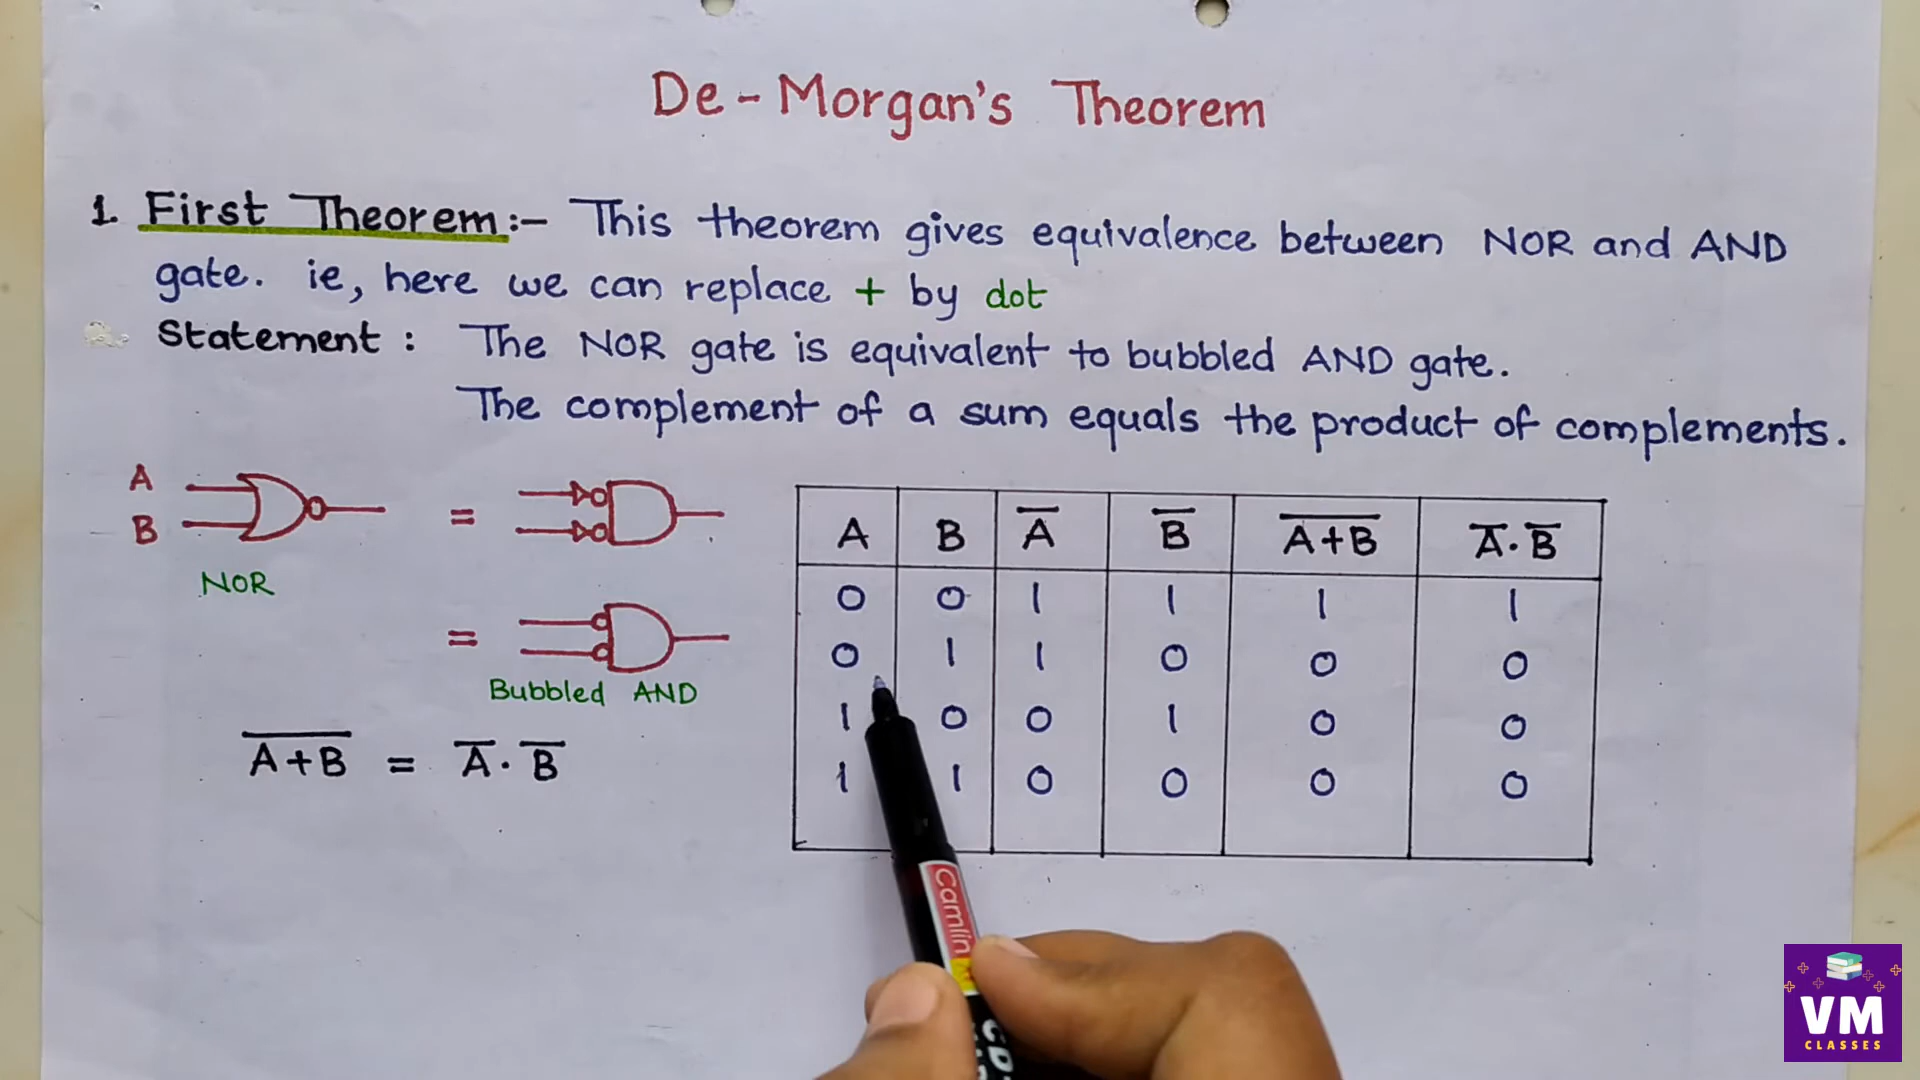 De-Morgan's Theorem
1. First Theorem:- This theorem gives equivalence between NOR and AND
gate. ie, here we can replace + by dot
Statement : The NOR gate is equivalent to bubbled AND gate.
The complement of a sum equals the product of complements.
A
B
NOR
=
=
Bubbled AND
A̅+̅B̅ = A̅ . B̅
A B A̅ B̅ A̅+̅B̅ A̅.B̅
0 0 1 1 1 1
0 1 1 0 0 0
1 0 0 1 0 0
1 1 0 0 0 0
Camlin
VM
CLASSES